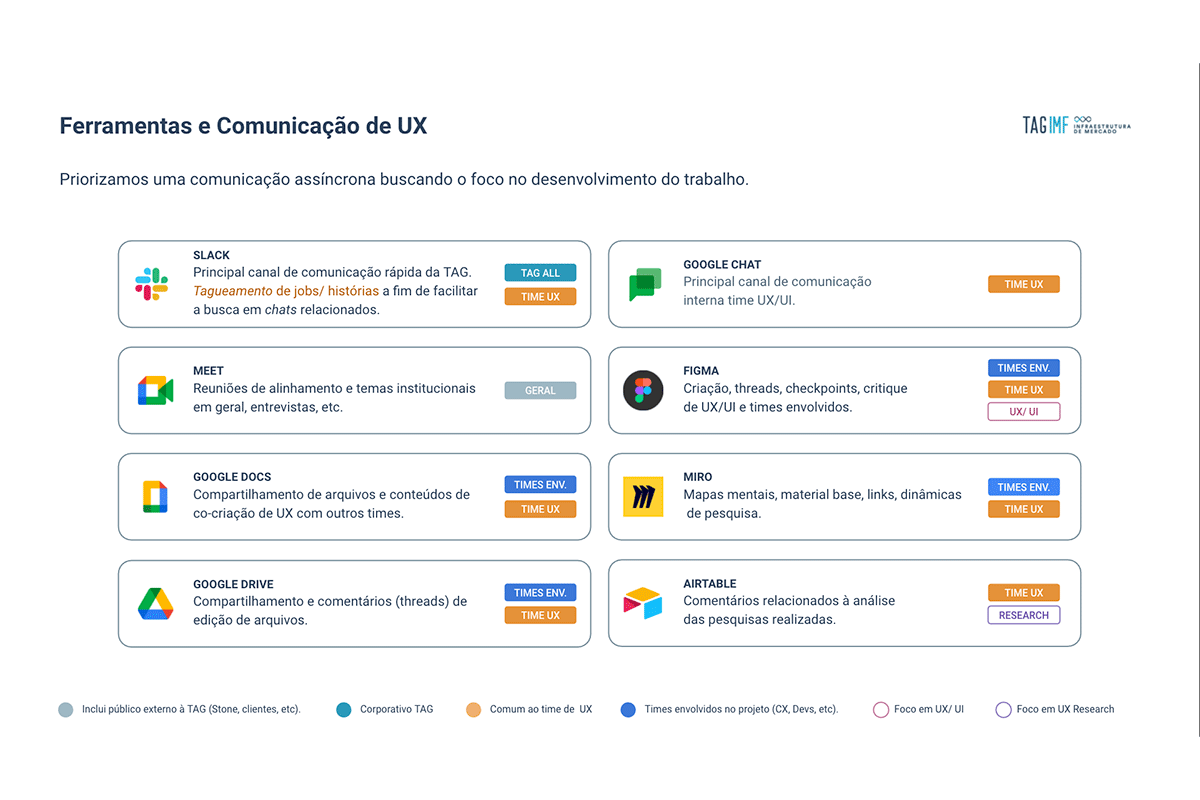 Ferramentas e Comunicação de UX
TAG IMF INFRAESTRUTURA
DE MERCADO
Priorizamos uma comunicação assíncrona buscando o foco no desenvolvimento do trabalho.
SLACK
Principal canal de comunicação rápida da TAG.
Tagueamento de jobs/ histórias a fim de facilitar
a busca em chats relacionados.
TAG ALL
TIME UX
GOOGLE CHAT
Principal canal de comunicação
interna time UX/UI.
TIME UX
MEET
Reuniões de alinhamento e temas institucionais
em geral, entrevistas, etc.
GERAL
FIGMA
Criação, threads, checkpoints, critique
de UX/UI e times envolvidos.
TIMES ENV.
TIME UX
UX/ UI
GOOGLE DOCS
Compartilhamento de arquivos e conteúdos de
co-criação de UX com outros times.
TIMES ENV.
TIME UX
MIRO
Mapas mentais, material base, links, dinâmicas
de pesquisa.
TIMES ENV.
TIME UX
GOOGLE DRIVE
Compartilhamento e comentários (threads) de
edição de arquivos.
TIMES ENV.
TIME UX
AIRTABLE
Comentários relacionados à análise
das pesquisas realizadas.
TIME UX
RESEARCH
Inclui público externo à TAG (Stone, clientes, etc).
Corporativo TAG
Comum ao time de UX
Times envolvidos no projeto (CX, Devs, etc).
Foco em UX/ UI
Foco em UX Research